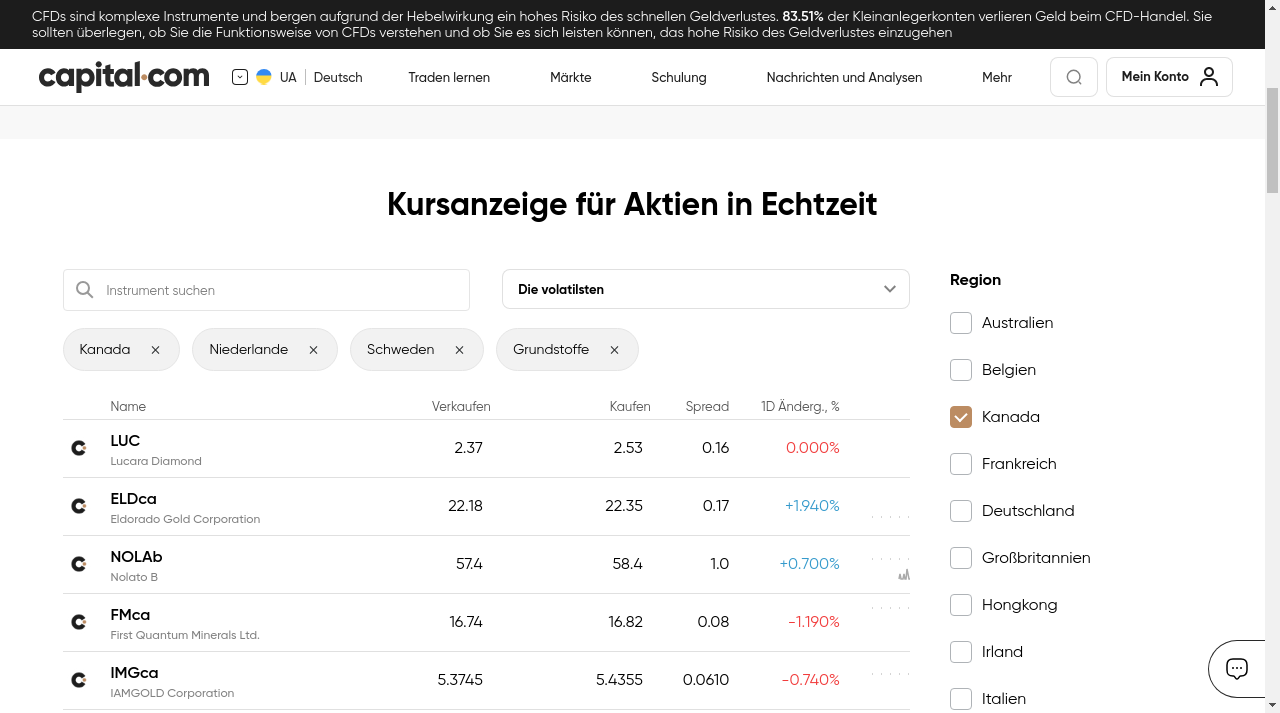 CFDs sind komplexe Instrumente und bergen aufgrund der Hebelwirkung ein hohes Risiko des schnellen Geldverlustes. 83.51% der Kleinanlegerkonten verlieren Geld beim CFD-Handel. Sie
sollten überlegen, ob Sie die Funktionsweise von CFDs verstehen und ob Sie es sich leisten können, das hohe Risiko des Geldverlustes einzugehen
capital.com UA Deutsch Traden lernen Märkte Schulung Nachrichten und Analysen Mehr Mein Konto
Kursanzeige für Aktien in Echtzeit
Instrument suchen
Die volatilsten
Kanada Niederlande Schweden Grundstoffe
Name Verkaufen Kaufen Spread 1D Änderg., %
LUC 2.37 2.53 0.16 0.000%
Lucara Diamond
ELDca 22.18 22.35 0.17 +1.940%
Eldorado Gold Corporation
NOLAb 57.4 58.4 1.0 +0.700%
Nolato B
FMca 16.74 16.82 0.08 -1.190%
First Quantum Minerals Ltd.
IMGca 5.3745 5.4355 0.0610 -0.740%
IAMGOLD Corporation
Region
Australien
Belgien
Kanada
Frankreich
Deutschland
Großbritannien
Hongkong
Irland
Italien